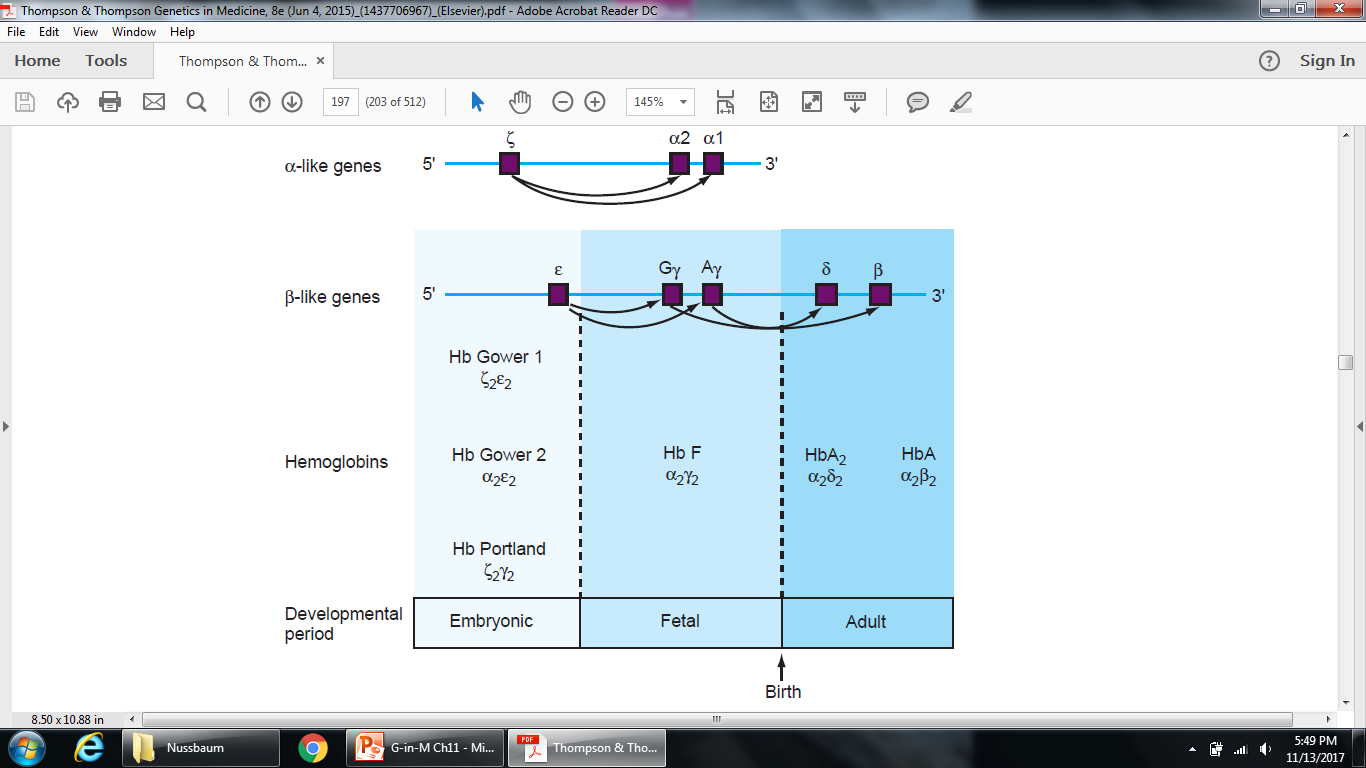 Thompson & Thompson Genetics in Medicine, 8e (Jun 4, 2015)_(1437706967)_(Elsevier).pdf - Adobe Acrobat Reader DC
File Edit View Window Help
Home Tools Thompson & Thom... × ? Sign In
197 (203 of 512) 145%
ζ α2 α1
α-like genes 5' 3'
ε Gγ Aγ δ β
β-like genes 5' 3'
Hb Gower 1
ζ₂ε₂
Hemoglobins Hb Gower 2 Hb F HbA₂ HbA
α₂ε₂ α₂γ₂ α₂δ₂ α₂β₂
Hb Portland
ζ₂γ₂
Developmental
period
Embryonic Fetal Adult
Birth
8.50 x 10.88 in
Nussbaum G-in-M Ch11 - Mi... PDF Thompson & Tho... 5:49 PM
11/13/2017